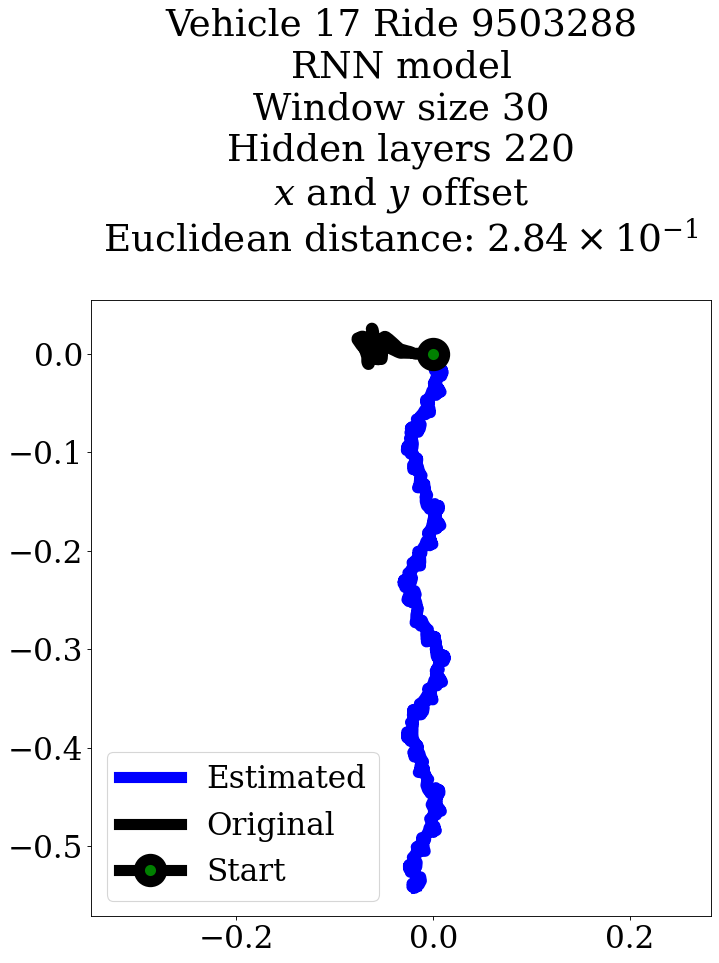 Vehicle 17 Ride 9503288
RNN model
Window size 30
Hidden layers 220
x and y offset
Euclidean distance: 2.84 × 10⁻¹
0.0
−0.1
−0.2
−0.3
−0.4
−0.5
Estimated
Original
Start
−0.2
0.0
0.2